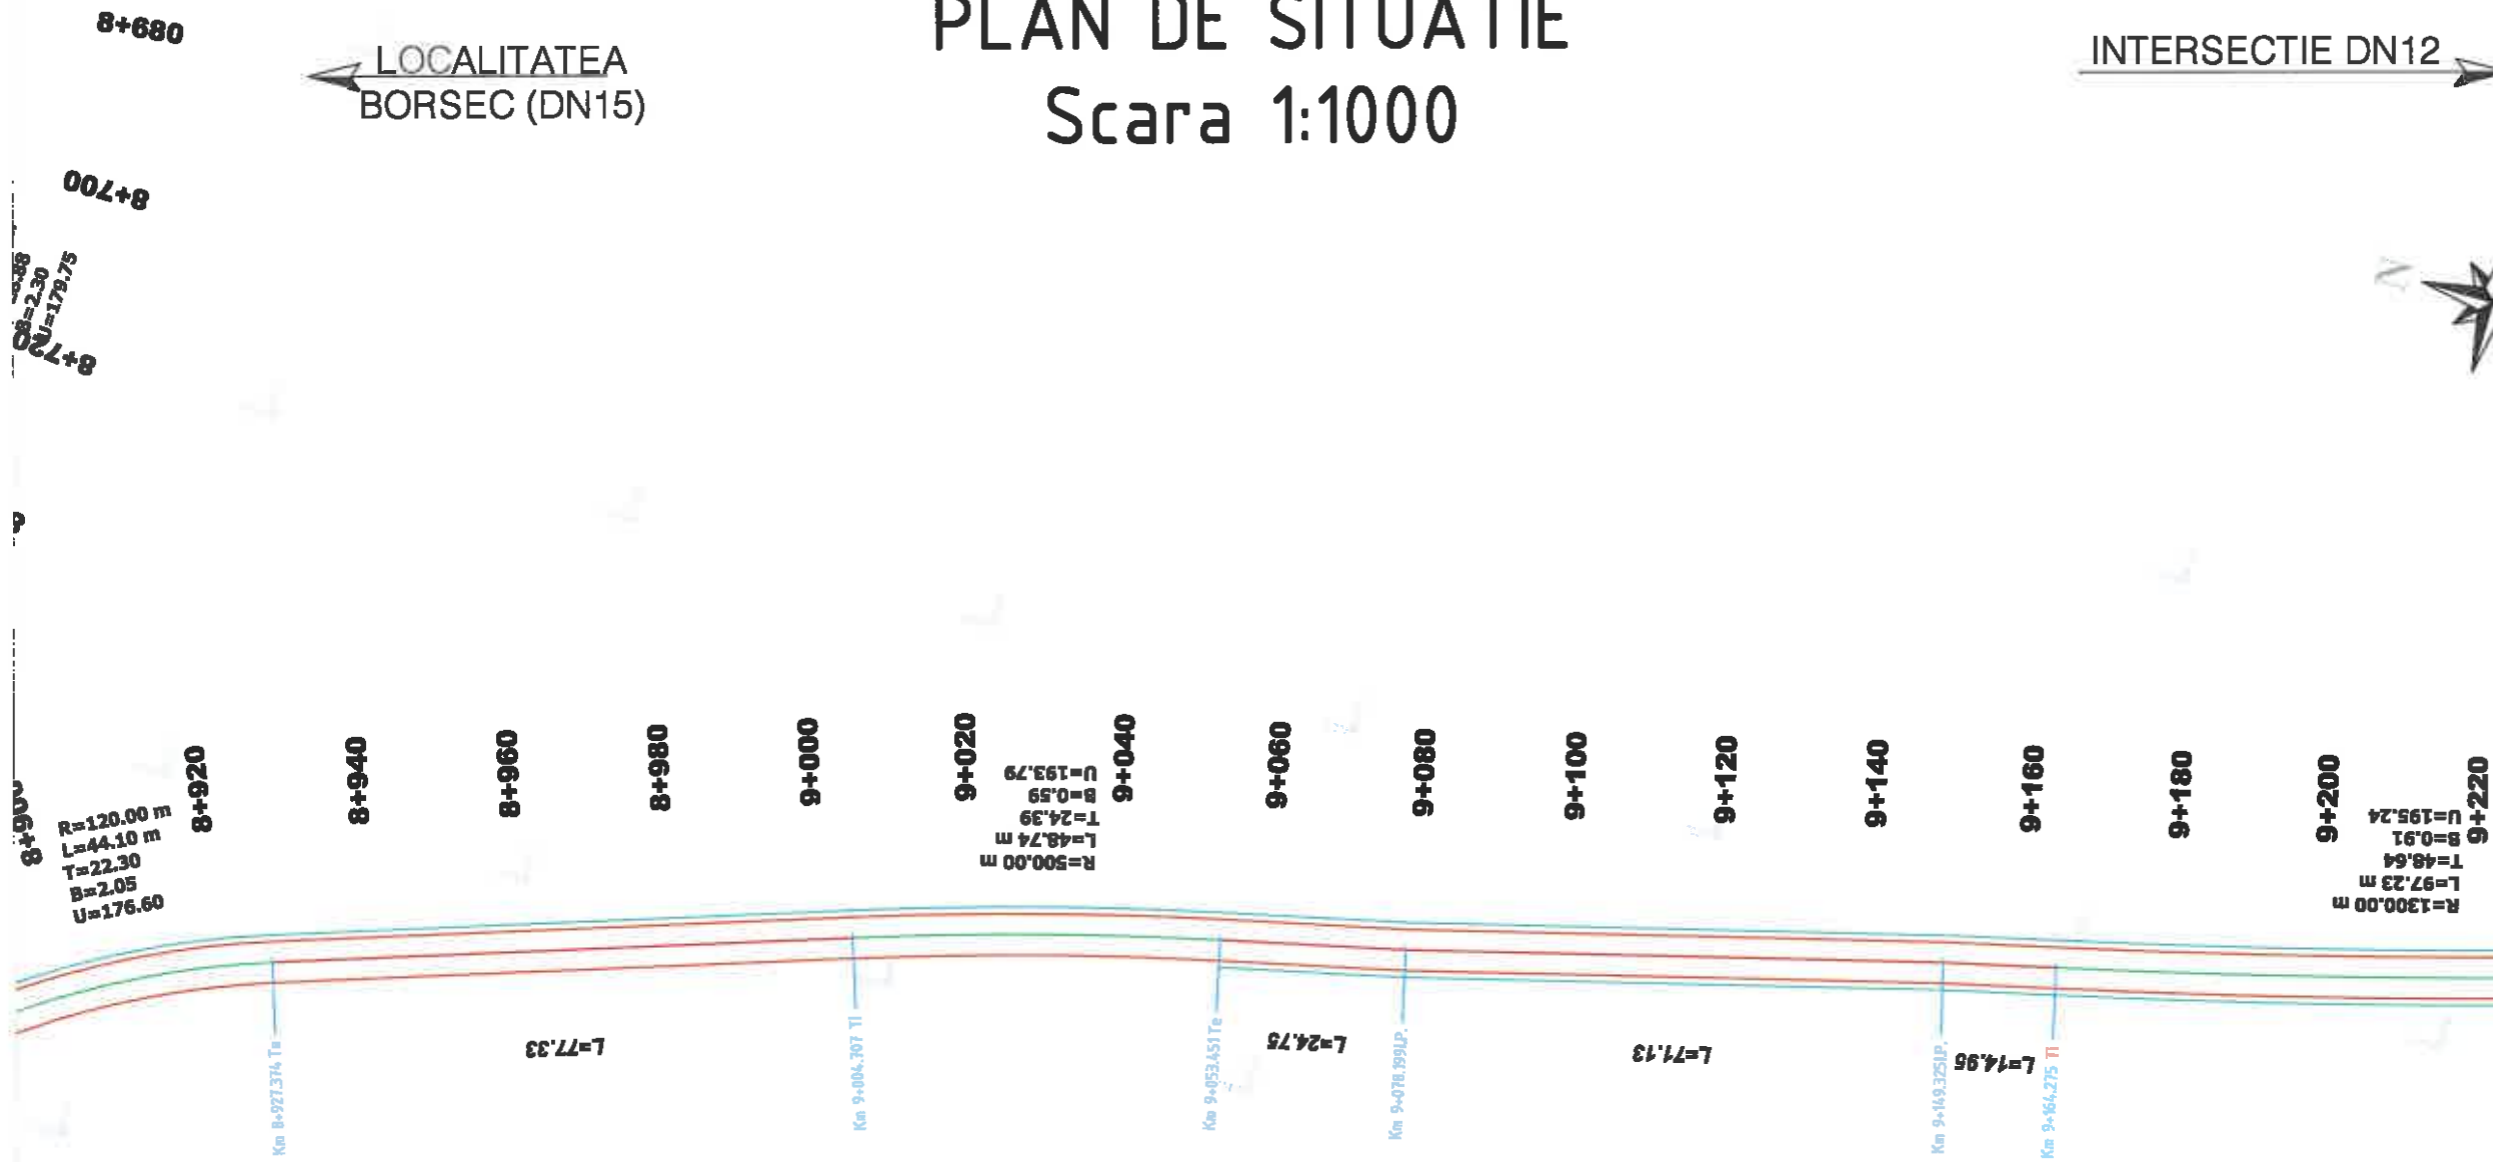 PLAN DE SITUATIE
Scara 1:1000
LOCALITATEA
BORSEC (DN15)
INTERSECTIE DN12
8+680
8+700
B=2.30
U=179.75
8+720
N
8+900
R=120.00 m
L=44.10 m
T=22.30
B=2.05
U=176.60
8+920
8+940
8+960
8+980
9+000
9+020
R=500.00 m
L=48.74 m
T=24.39
B=0.59
U=193.79
9+040
9+060
9+080
9+100
9+120
9+140
9+160
9+180
9+200
R=1300.00 m
L=97.23 m
T=48.64
B=0.91
U=195.24
9+220
Km 8+927.374 Te
L=77.33
Km 9+004.707 Ti
Km 9+053.451 Te
L=24.75
Km 9+078.199 I.P.
L=71.13
Km 9+149.325 I.P.
L=14.95
Km 9+164.275 Ti